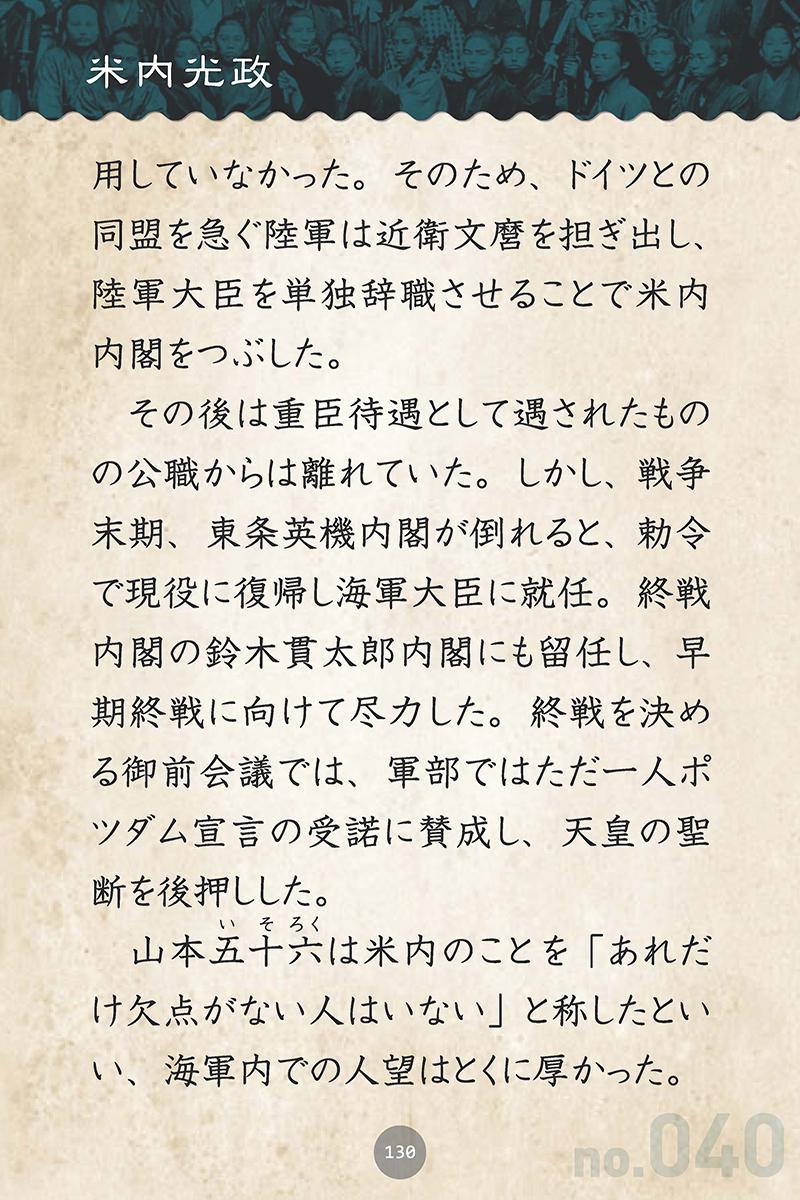 米内光政
用していなかった。そのため、ドイツとの
同盟を急ぐ陸軍は近衛文麿を担ぎ出し、
陸軍大臣を単独辞職させることで米内
内閣をつぶした。
その後は重臣待遇として遇されたもの
の公職からは離れていた。しかし、戦争
末期、東条英機内閣が倒れると、勅令
で現役に復帰し海軍大臣に就任。終戦
内閣の鈴木貫太郎内閣にも留任し、早
期終戦に向けて尽力した。終戦を決め
る御前会議では、軍部ではただ一人ポ
ツダム宣言の受諾に賛成し、天皇の聖
断を後押しした。
いそろく
山本五十六は米内のことを「あれだ
け欠点がない人はいない」と称したとい
い、海軍内での人望はとくに厚かった。
130
no.040